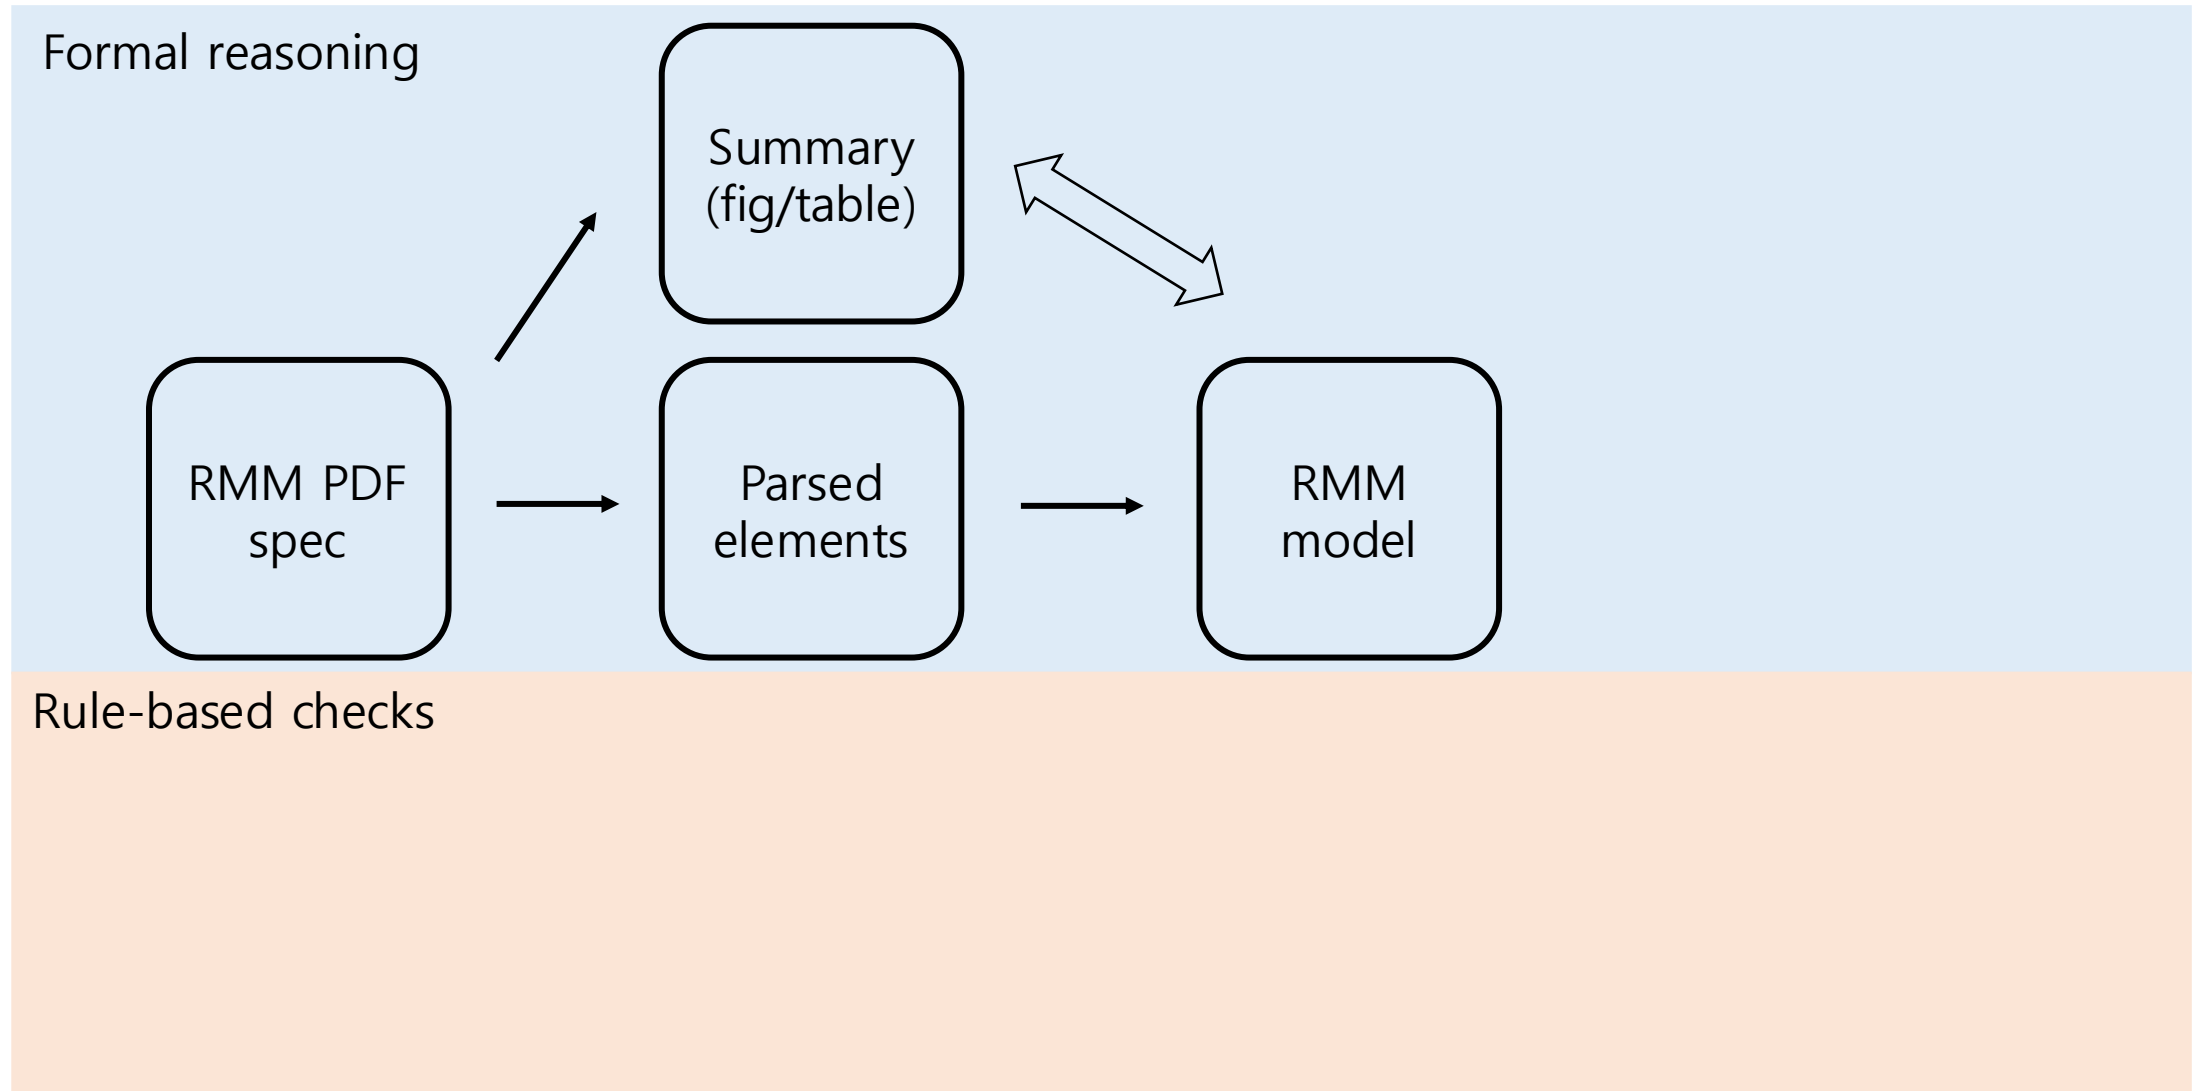 Formal reasoning
Summary
(fig/table)
RMM PDF
spec
Parsed
elements
RMM
model
Rule-based checks